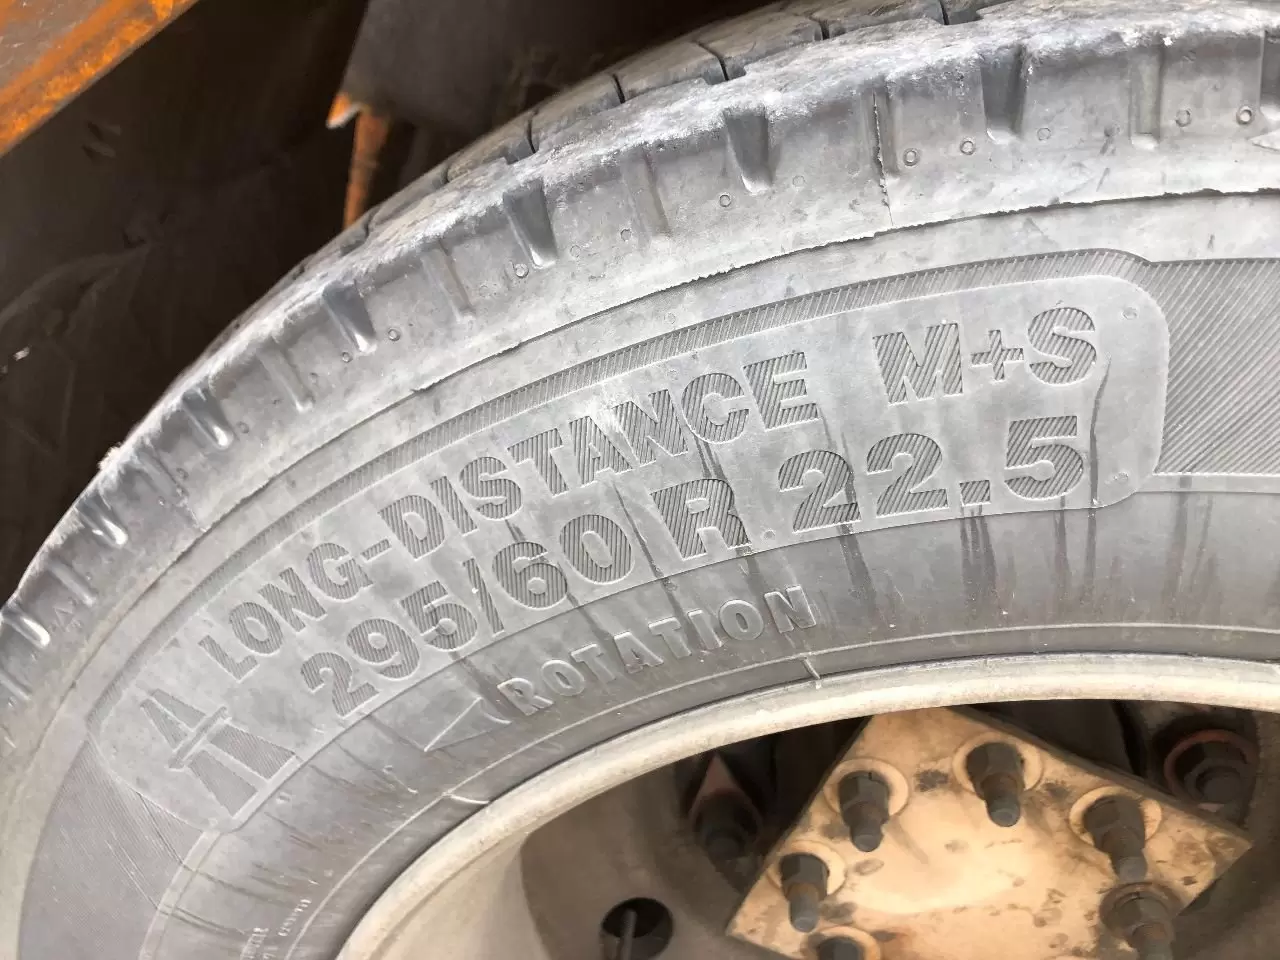 LONG-DISTANCE M+S
295/60 R 22.5
ROTATION